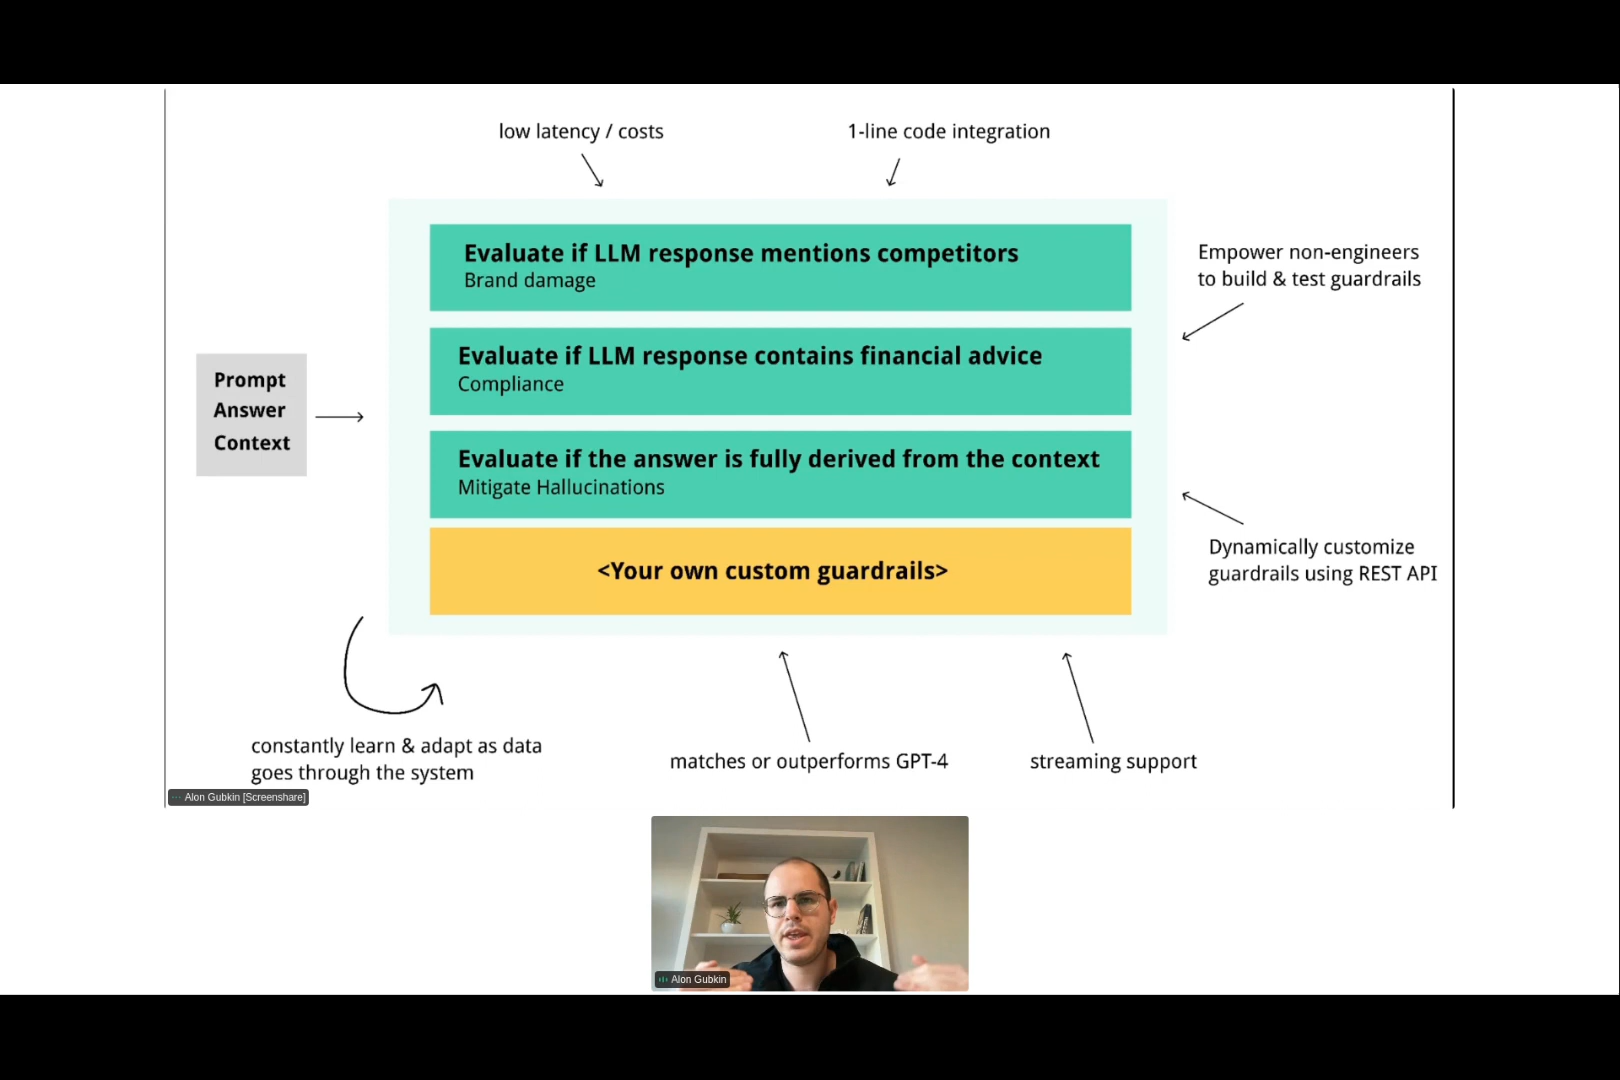 low latency / costs
1-line code integration
Evaluate if LLM response mentions competitors
Brand damage
Empower non-engineers
to build & test guardrails
Evaluate if LLM response contains financial advice
Compliance
Prompt
Answer
Context
Evaluate if the answer is fully derived from the context
Mitigate Hallucinations
<Your own custom guardrails>
Dynamically customize
guardrails using REST API
constantly learn & adapt as data
goes through the system
matches or outperforms GPT-4
streaming support
Alon Gubkin [Screenshare]
Alon Gubkin